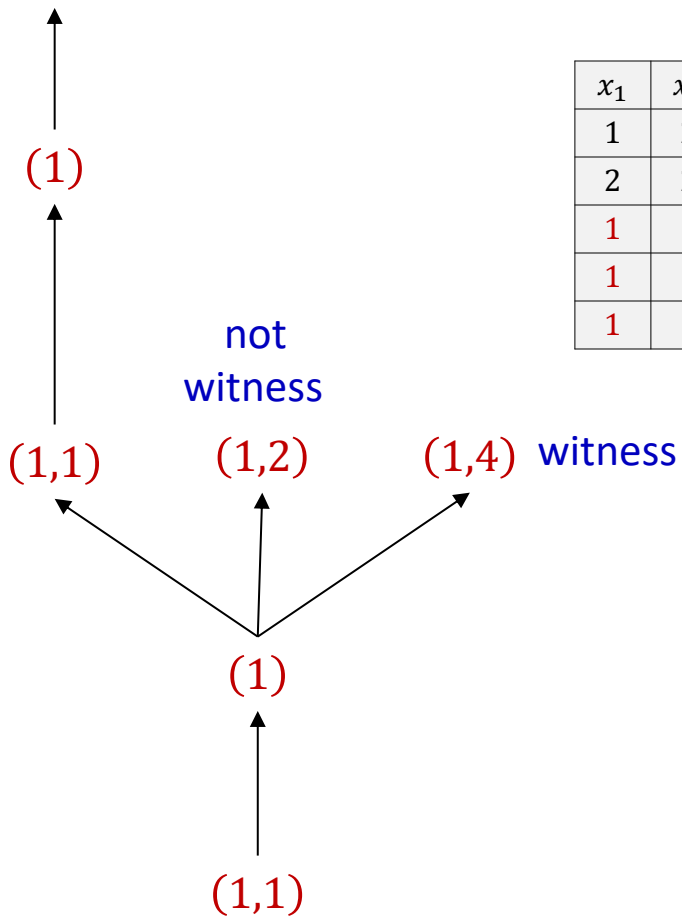 (1)
x₁
1
2
1
1
1
not
witness
(1,1) (1,2) (1,4) witness
(1)
(1,1)